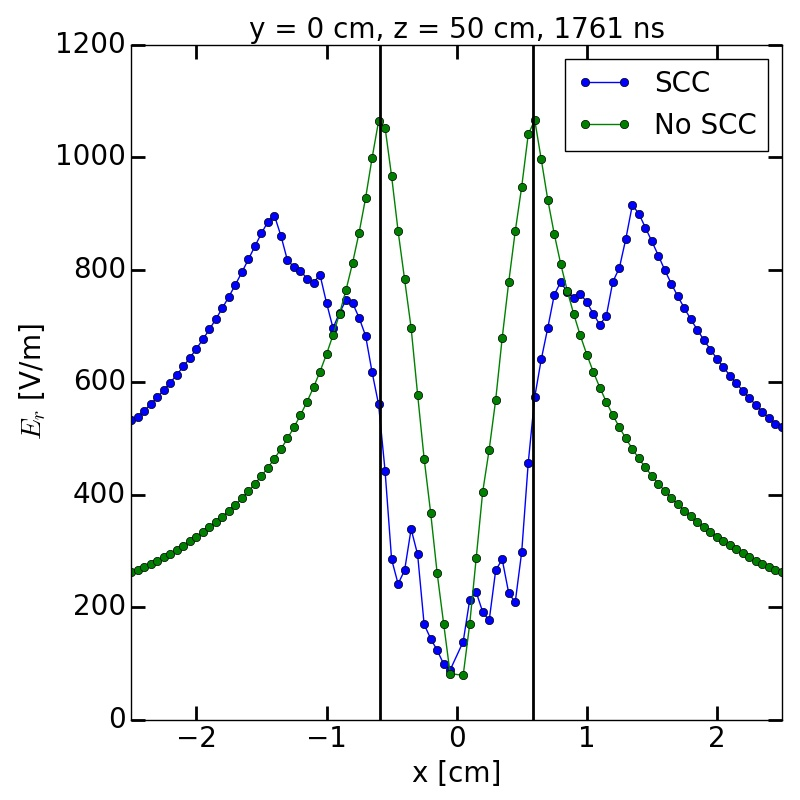 y = 0 cm, z = 50 cm, 1761 ns
1200
1000
800
600
400
200
0
E_r [V/m]
SCC
No SCC
−2
−1
0
1
2
x [cm]